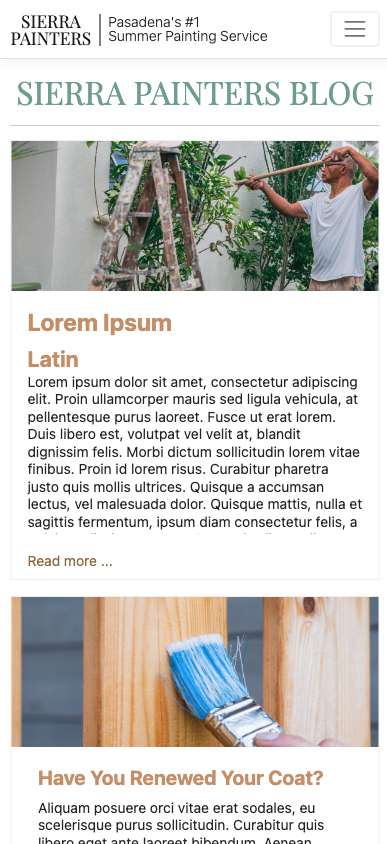 SIERRA
PAINTERS
Pasadena's #1
Summer Painting Service
SIERRA PAINTERS BLOG
Lorem Ipsum
Latin
Lorem ipsum dolor sit amet, consectetur adipiscing
elit. Proin ullamcorper mauris sed ligula vehicula, at
pellentesque purus laoreet. Fusce ut erat lorem.
Duis libero est, volutpat vel velit at, blandit
dignissim felis. Morbi dictum sollicitudin lorem vitae
finibus. Proin id lorem risus. Curabitur pharetra
justo quis mollis ultrices. Quisque a accumsan
lectus, vel malesuada dolor. Quisque mattis, nulla et
sagittis fermentum, ipsum diam consectetur felis, a
Read more ...
Have You Renewed Your Coat?
Aliquam posuere orci vitae erat sodales, eu
scelerisque purus sollicitudin. Curabitur quis
libero eget ante laoreet bibendum. Aenean